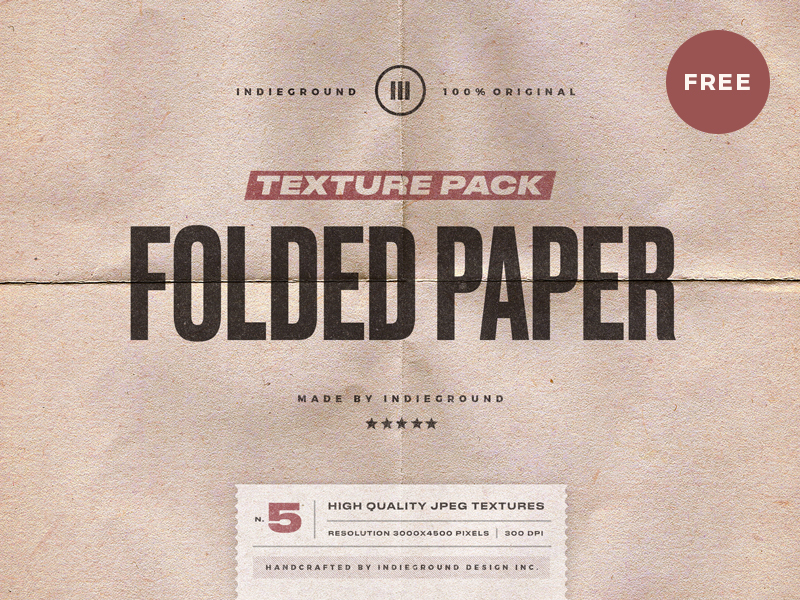 FREE
INDIEGROUND 100% ORIGINAL
TEXTURE PACK
FOLDED PAPER
MADE BY INDIEGROUND
N. 5
HIGH QUALITY JPEG TEXTURES
RESOLUTION 3000X4500 PIXELS | 300 DPI
HANDCRAFTED BY INDIEGROUND DESIGN INC.